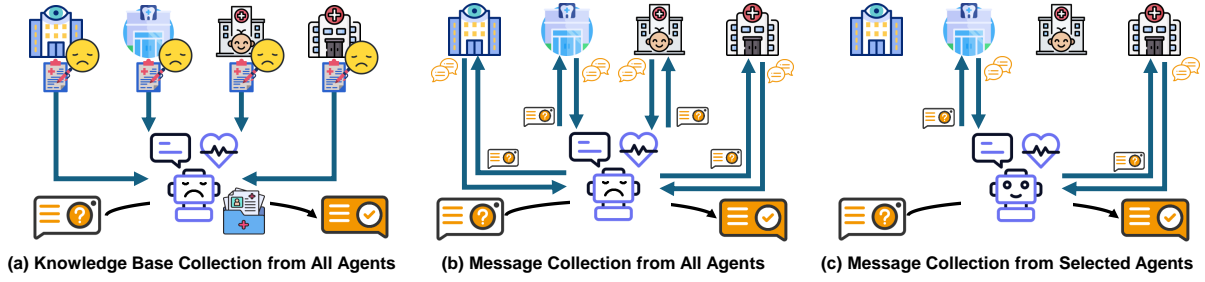 (a) Knowledge Base Collection from All Agents
(b) Message Collection from All Agents
(c) Message Collection from Selected Agents